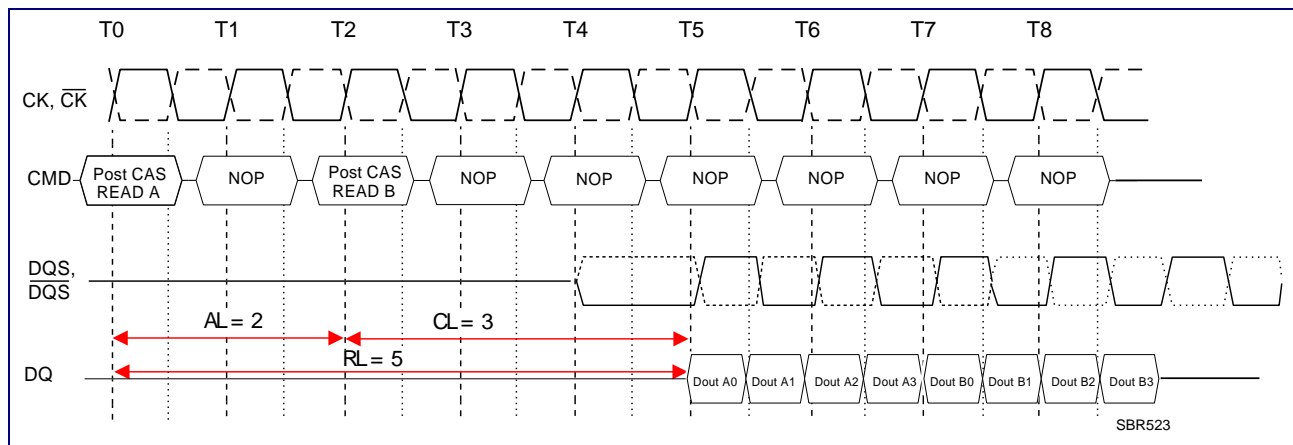 T0 T1 T2 T3 T4 T5 T6 T7 T8
CK, CK
CMD
Post CAS
READ A
NOP
Post CAS
READ B
NOP
NOP
NOP
NOP
NOP
NOP
DQS,
DQS
AL = 2
CL = 3
RL = 5
DQ
Dout A0 Dout A1 Dout A2 Dout A3 Dout B0 Dout B1 Dout B2 Dout B3
SBR523